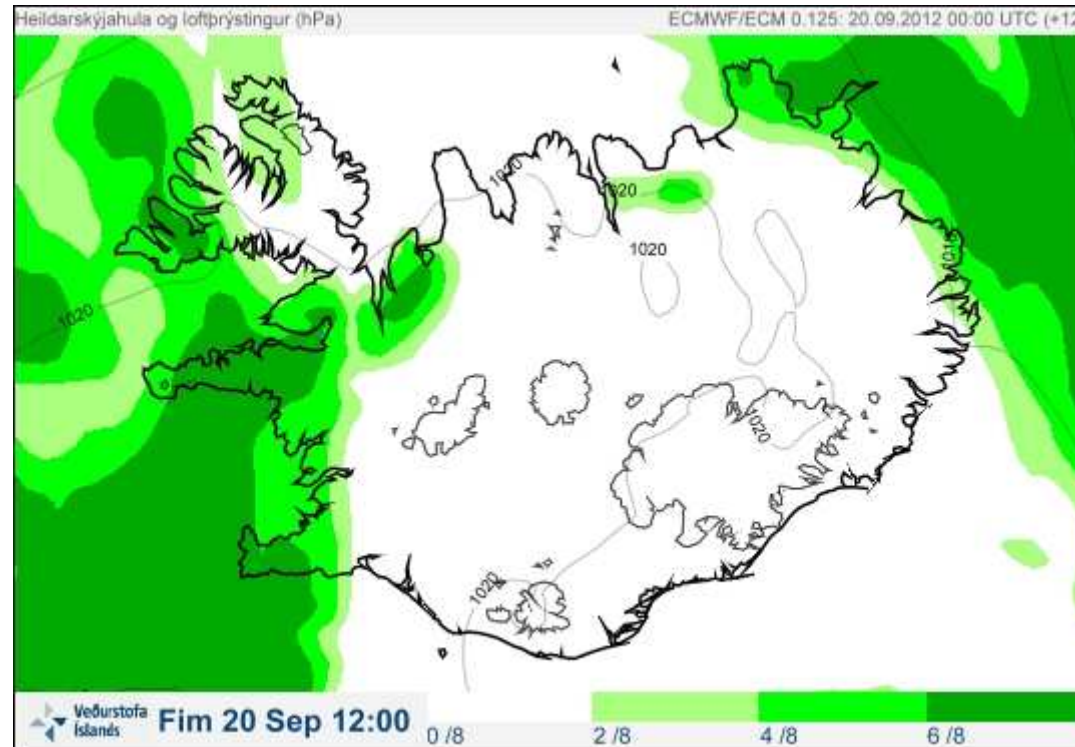 Heildarskýjahula og loftþrýstingur (hPa)
ECMWF/ECM 0.125: 20.09.2012 00:00 UTC (+12
1020
1020
1020
1020
1020
1020
Veðurstofa
Íslands
Fim 20 Sep 12:00
0 /8
2 /8
4 /8
6 /8